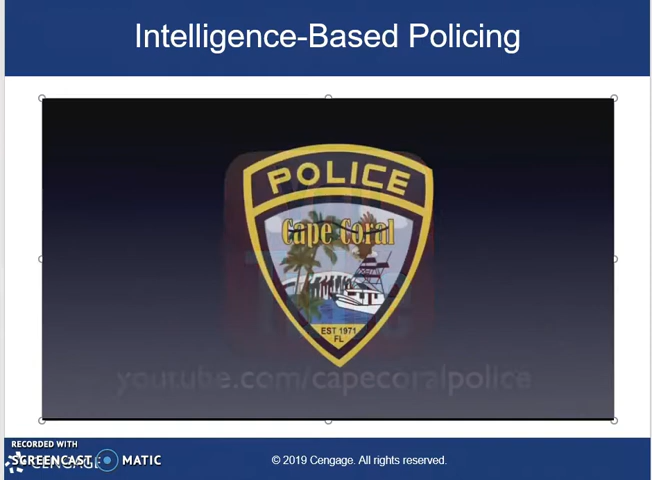 Intelligence-Based Policing
POLICE
Cape Coral
EST 1971
FL
youtube.com/capecoralpolice
RECORDED WITH
SCREENCAST MATIC
CENGAGE
© 2019 Cengage. All rights reserved.